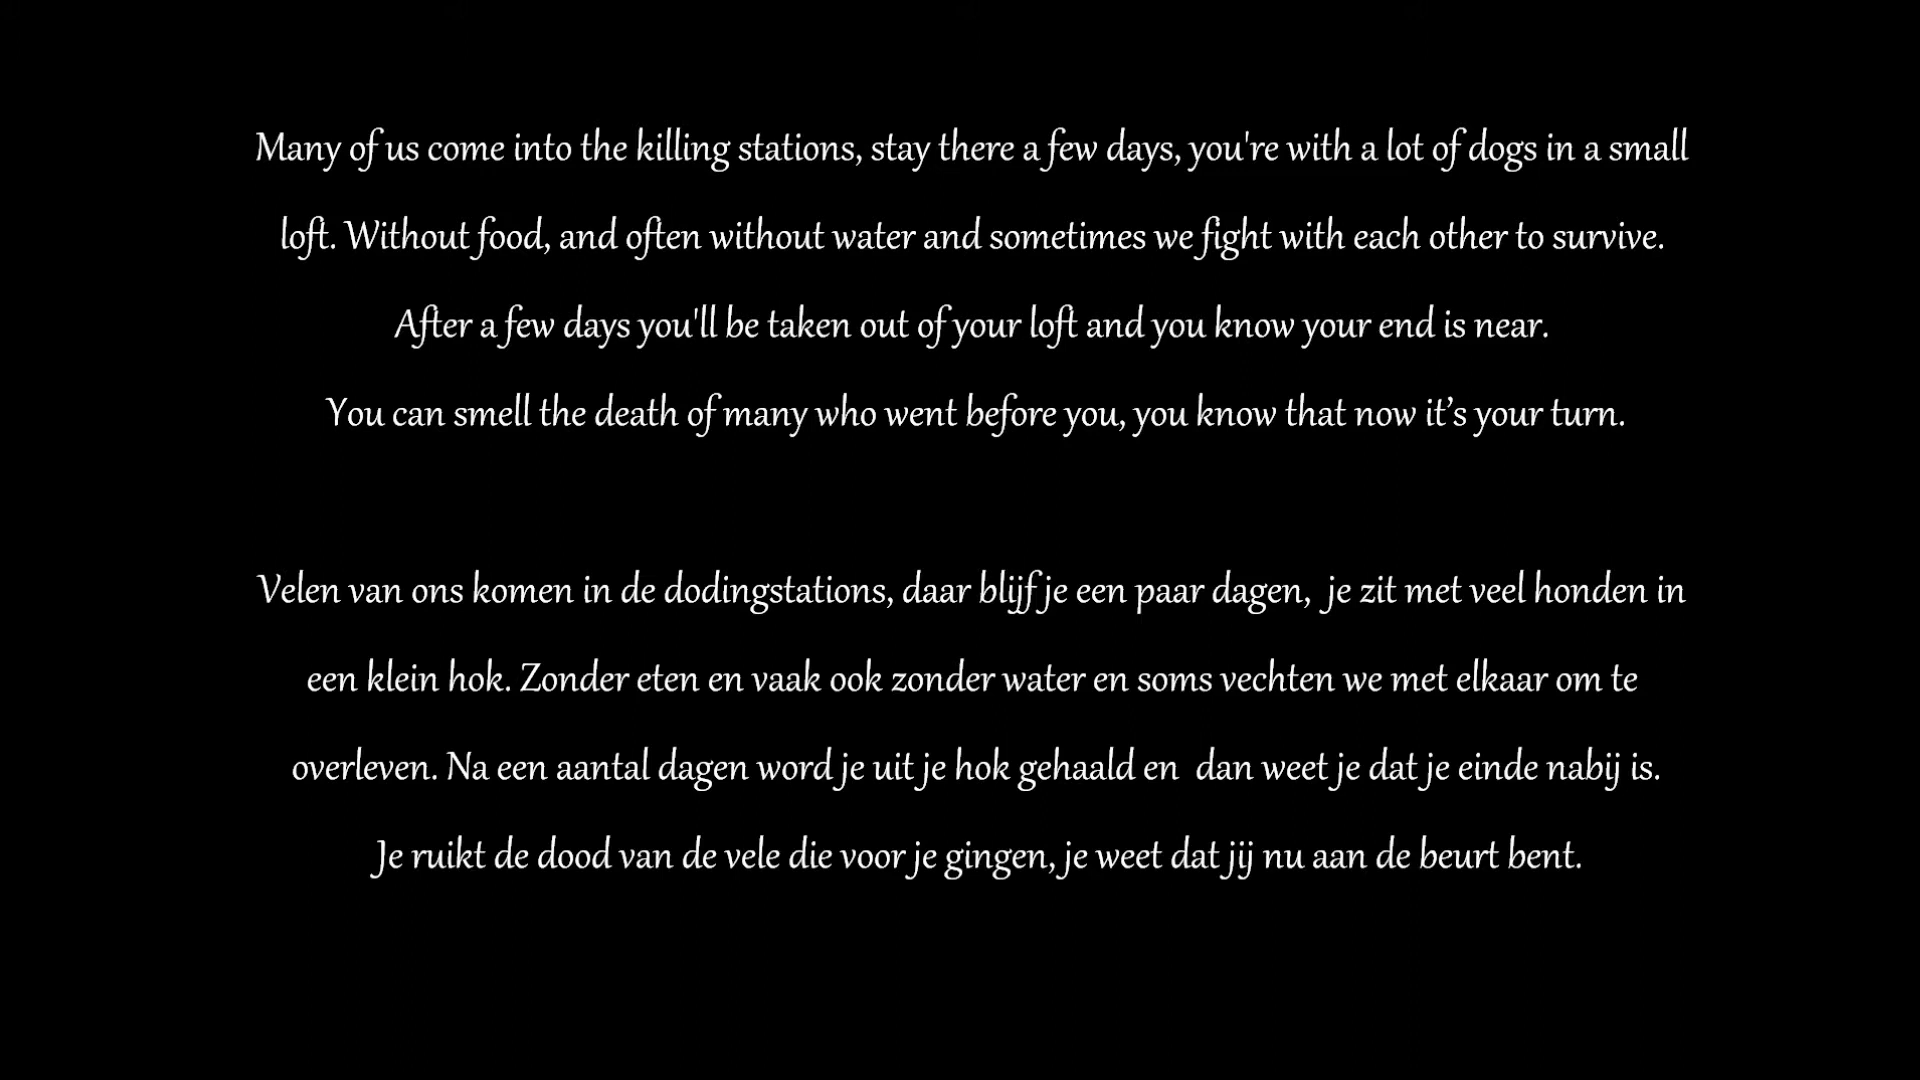 Many of us come into the killing stations, stay there a few days, you're with a lot of dogs in a small
loft. Without food, and often without water and sometimes we fight with each other to survive.
After a few days you'll be taken out of your loft and you know your end is near.
You can smell the death of many who went before you, you know that now it’s your turn.
Velen van ons komen in de dodingstations, daar blijf je een paar dagen,  je zit met veel honden in
een klein hok. Zonder eten en vaak ook zonder water en soms vechten we met elkaar om te
overleven. Na een aantal dagen word je uit je hok gehaald en  dan weet je dat je einde nabij is.
Je ruikt de dood van de vele die voor je gingen, je weet dat jij nu aan de beurt bent.